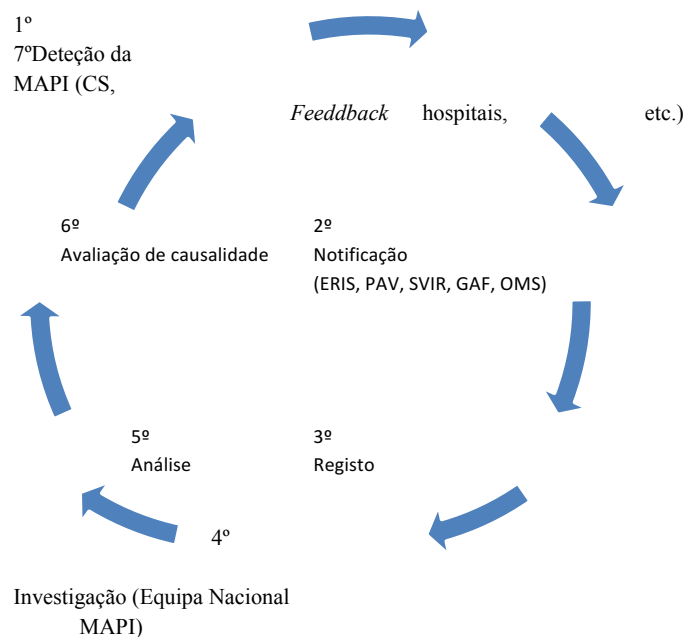 1º
7ºDeteção da
MAPI (CS,
Feeddback hospitais, etc.)
6º
Avaliação de causalidade
2º
Notificação
(ERIS, PAV, SVIR, GAF, OMS)
5º
Análise
3º
Registo
4º
Investigação (Equipa Nacional
MAPI)